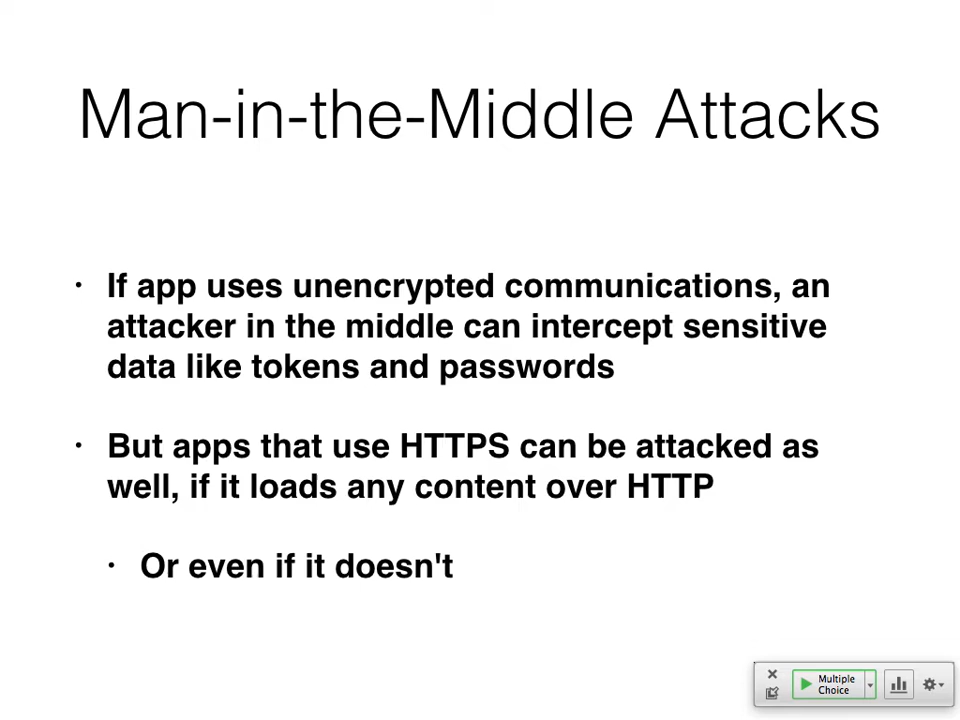 Man-in-the-Middle Attacks
• If app uses unencrypted communications, an
attacker in the middle can intercept sensitive
data like tokens and passwords
• But apps that use HTTPS can be attacked as
well, if it loads any content over HTTP
• Or even if it doesn't
Multiple
Choice